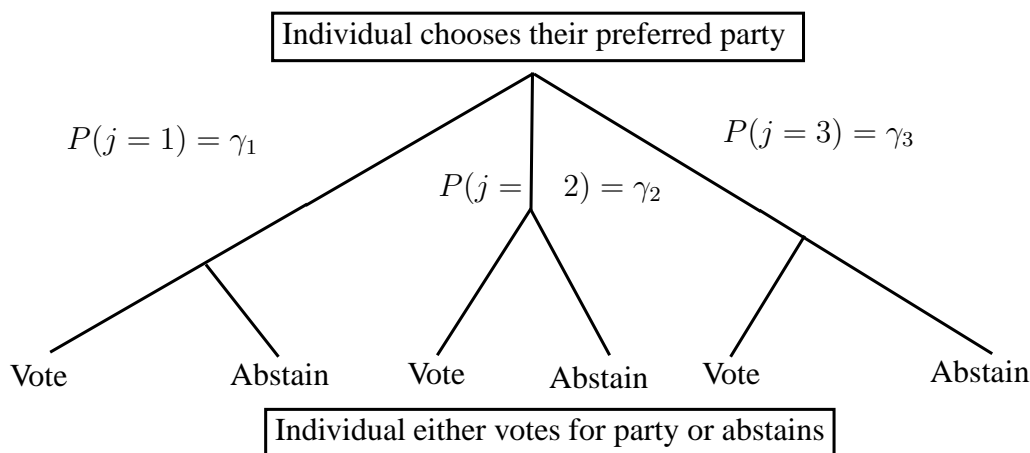 Individual chooses their preferred party
P(j = 1) = γ₁
P(j = 3) = γ₃
P(j = 2) = γ₂
Vote
Abstain
Vote
Abstain
Vote
Abstain
Individual either votes for party or abstains